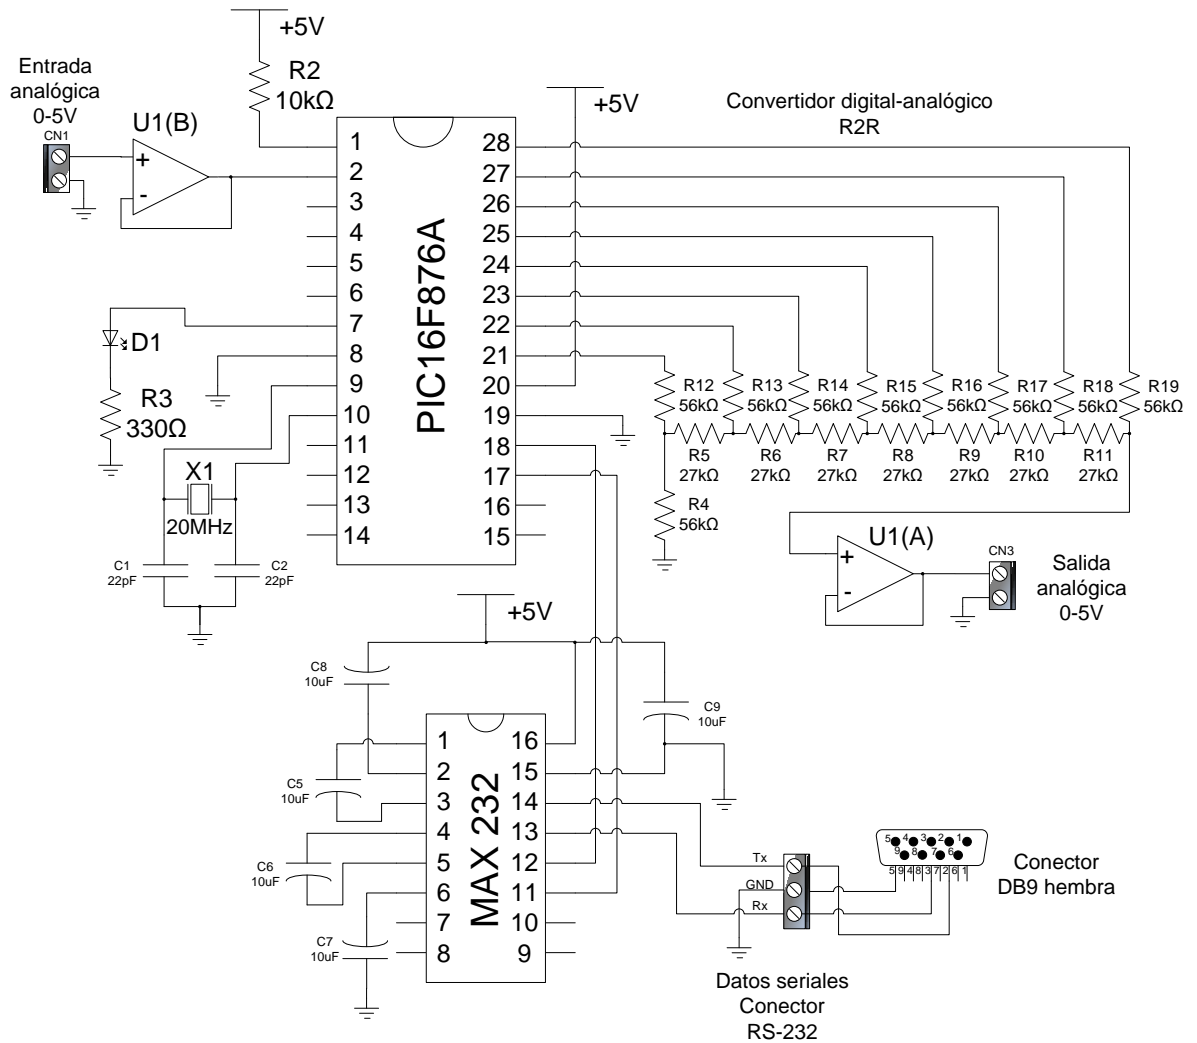 +5V
R2
10kΩ
Entrada
analógica
0-5V
CN1
U1(B)
+
-
+5V
Convertidor digital-analógico
R2R
PIC16F876A
1
2
3
4
5
6
7
8
9
10
11
12
13
14
28
27
26
25
24
23
22
21
20
19
18
17
16
15
D1
R3
330Ω
X1
20MHz
C1
22pF
C2
22pF
R12
56kΩ
R13
56kΩ
R14
56kΩ
R15
56kΩ
R16
56kΩ
R17
56kΩ
R18
56kΩ
R19
56kΩ
R5
27kΩ
R6
27kΩ
R7
27kΩ
R8
27kΩ
R9
27kΩ
R10
27kΩ
R11
27kΩ
R4
56kΩ
U1(A)
+
-
CN3
Salida
analógica
0-5V
+5V
C8
10uF
C9
10uF
C5
10uF
C6
10uF
C7
10uF
MAX 232
1
2
3
4
5
6
7
8
16
15
14
13
12
11
10
9
Tx
GND
Rx
5 4 3 2 1
9 8 7 6
5 9 4 8 3 7 2 6 1
Conector
DB9 hembra
Datos seriales
Conector
RS-232